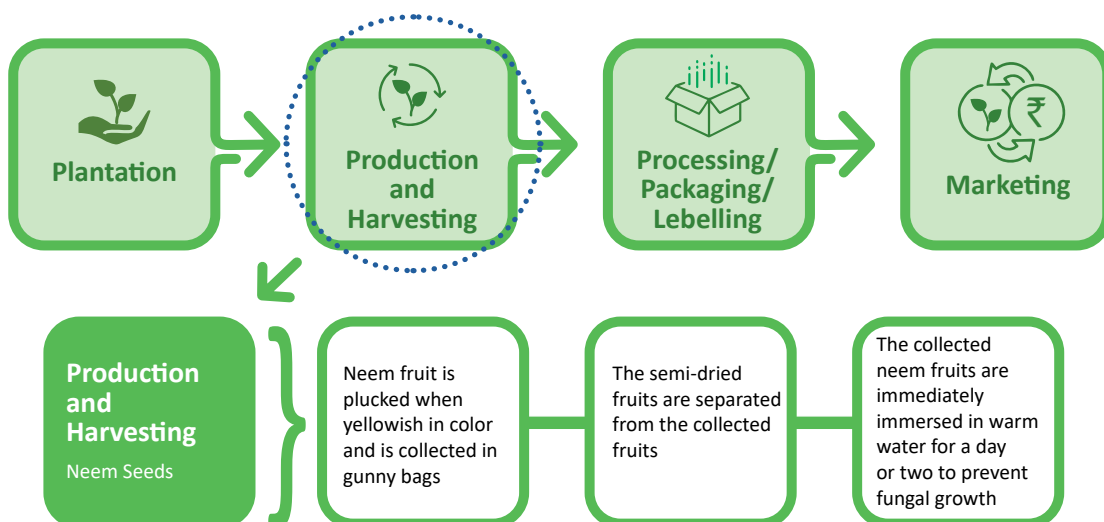 Plantation
Production
and
Harvesting
Processing/
Packaging/
Lebelling
₹
Marketing
Production
and
Harvesting
Neem Seeds
Neem fruit is
plucked when
yellowish in color
and is collected in
gunny bags
The semi-dried
fruits are separated
from the collected
fruits
The collected
neem fruits are
immediately
immersed in warm
water for a day
or two to prevent
fungal growth